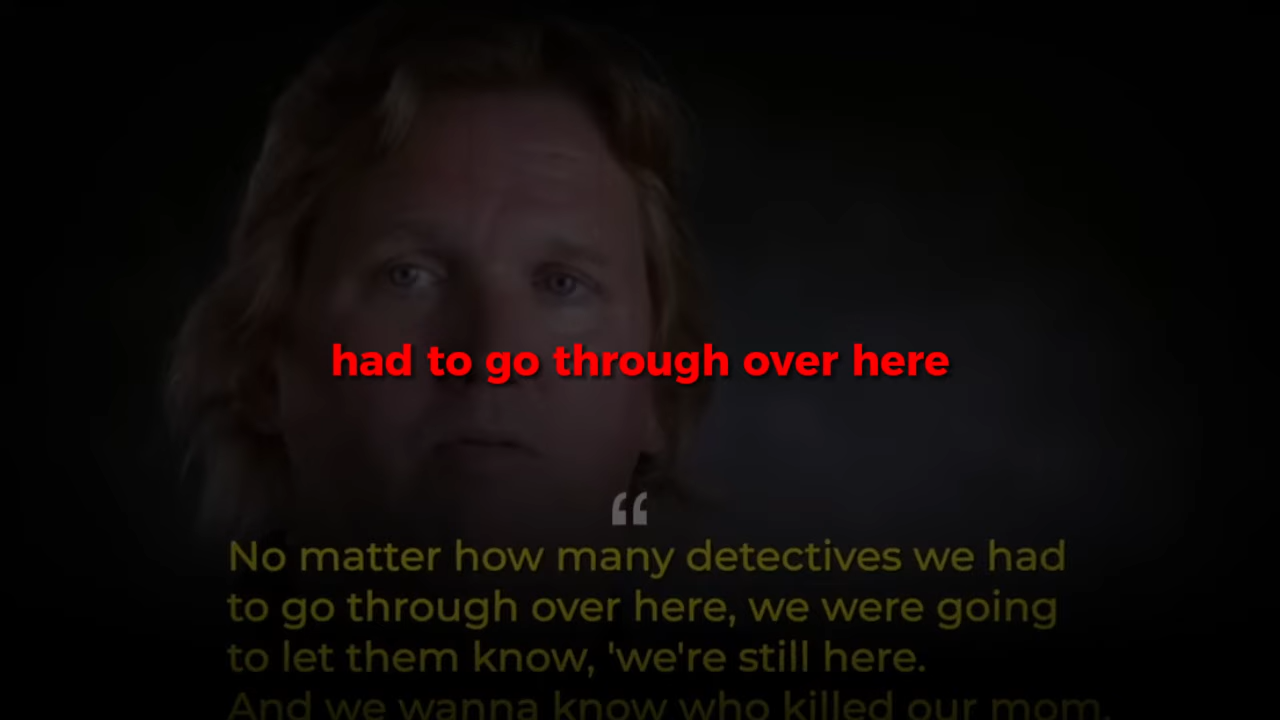 had to go through over here
“
No matter how many detectives we had
to go through over here, we were going
to let them know, 'we're still here.
And we wanna know who killed our mom.